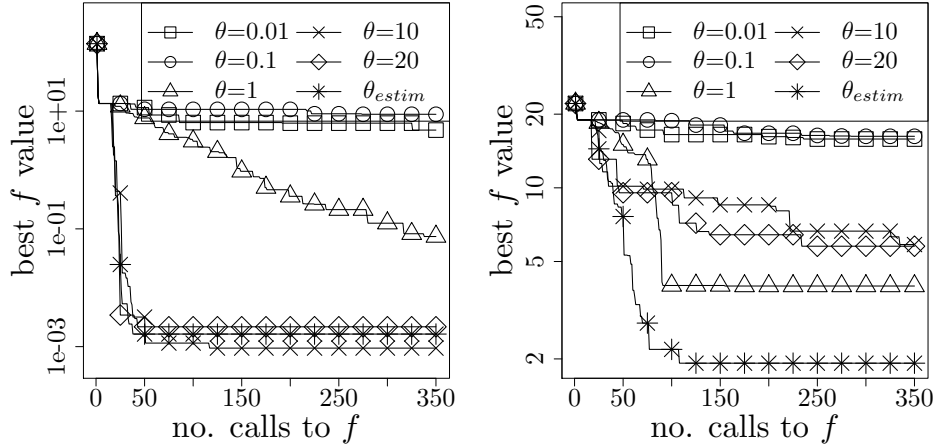 θ=0.01 θ=10
θ=0.1 θ=20
θ=1 θestim
best f value
1e+01
1e-01
1e-03
0 50 150 250 350
no. calls to f
θ=0.01 θ=10
θ=0.1 θ=20
θ=1 θestim
best f value
50
20
10
5
2
0 50 150 250 350
no. calls to f